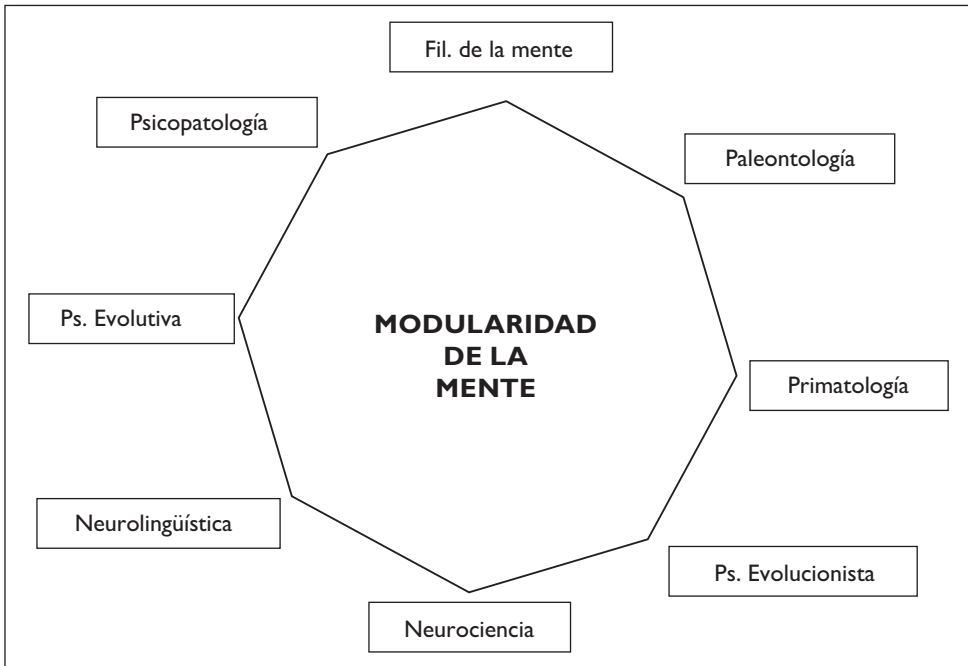 Fil. de la mente
Psicopatología
Paleontología
Ps. Evolutiva
MODULARIDAD
DE LA
MENTE
Primatología
Neurolingüística
Ps. Evolucionista
Neurociencia